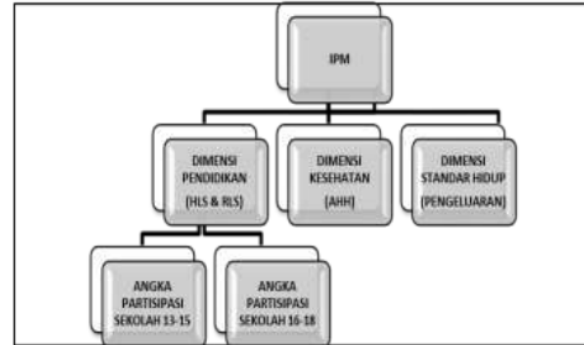 IPM
DIMENSI
PENDIDIKAN
(HLS & RLS)
DIMENSI
KESEHATAN
(AHH)
DIMENSI
STANDAR HIDUP
(PENGELUARAN)
ANGKA
PARTISIPASI
SEKOLAH 13-15
ANGKA
PARTISIPASI
SEKOLAH 16-18